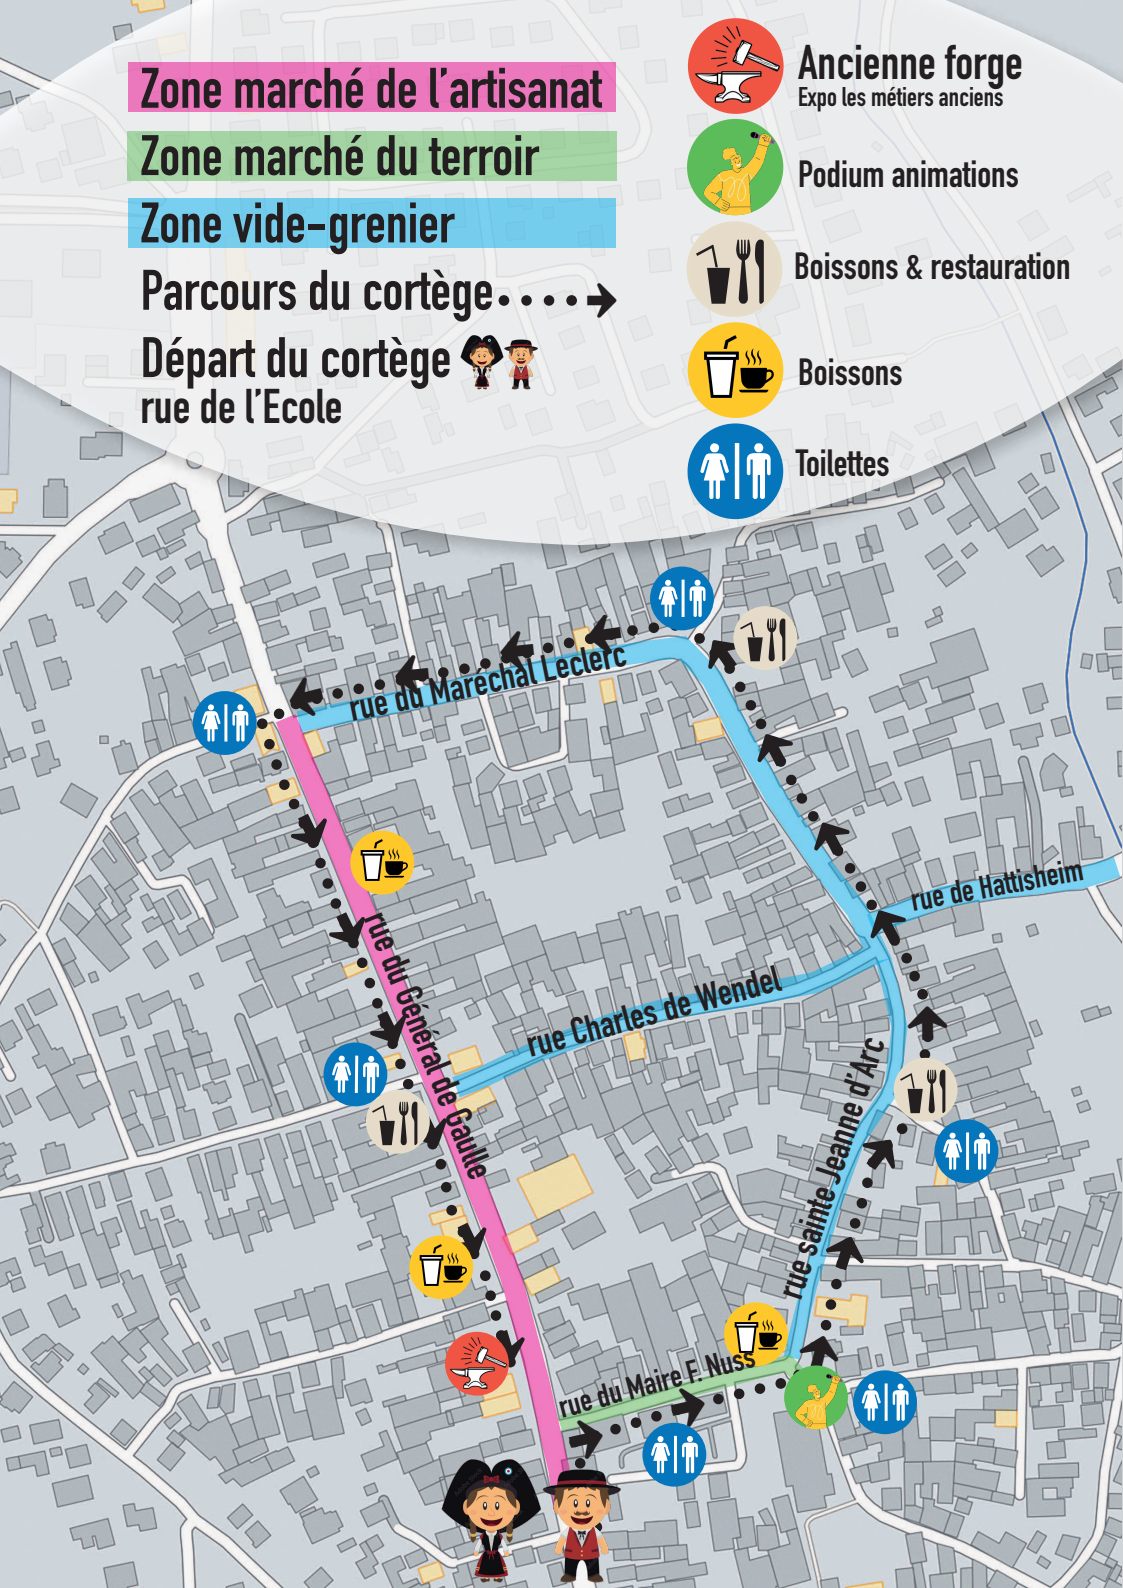 Zone marché de l'artisanat
Zone marché du terroir
Zone vide-grenier
Parcours du cortège
Départ du cortège
rue de l'Ecole
Ancienne forge
Expo les métiers anciens
Podium animations
Boissons & restauration
Boissons
Toilettes
rue du Maréchal Leclerc
rue de Hattisheim
rue du Général de Gaulle
rue Charles de Wendel
rue sainte Jeanne d'Arc
rue du Maire F. Nuss